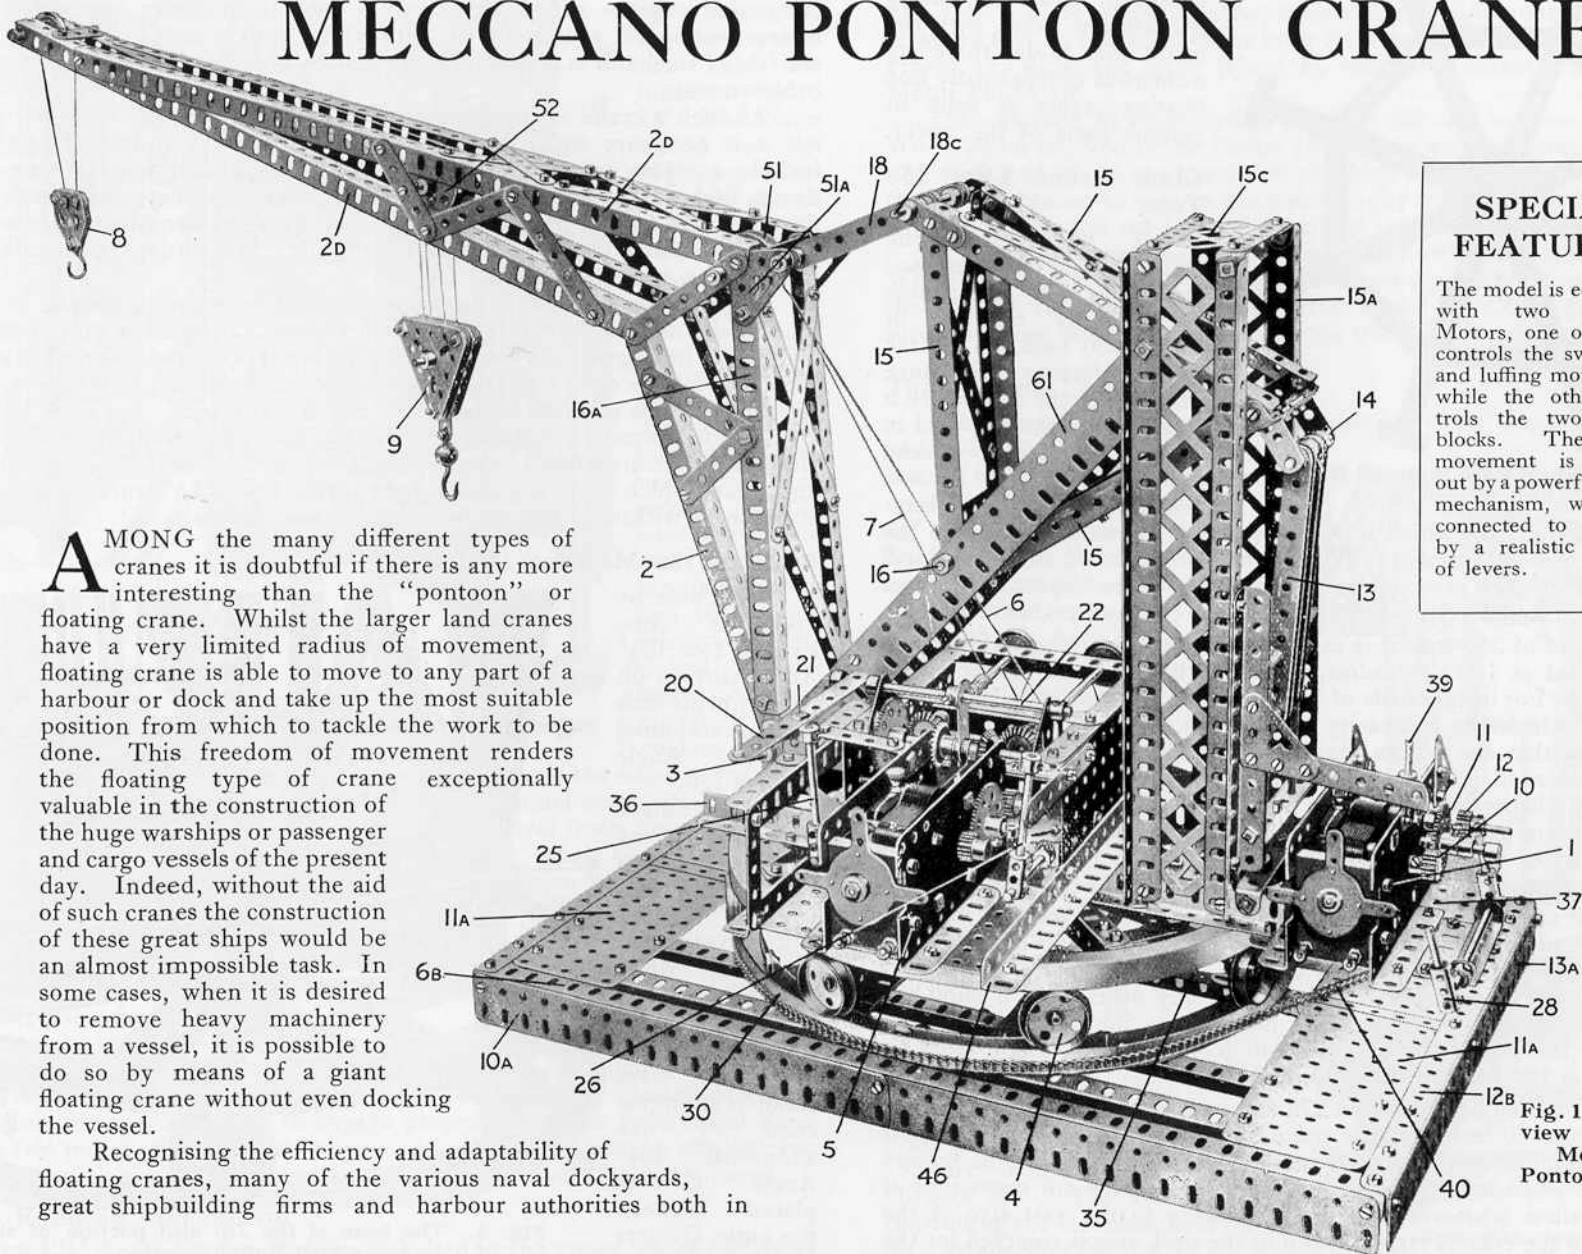 MECCANO PONTOON CRANE
52
2D
51
51A
18
18C
15
15C
8
2D
15A
9
16A
15
61
14
7
2
16
15
6
22
13
21
20
39
3
11
12
10
36
25
1
37
11A
6B
13A
28
10A
26
11A
30
12B
5
46
4
35
40
SPECIA
FEATU
The model is e
with two
Motors, one o
controls the sw
and luffing mo
while the oth
trols the two
blocks. The
movement is
out by a powerf
mechanism, w
connected to
by a realistic
of levers.
AMONG the many different types of
cranes it is doubtful if there is any more
interesting than the “pontoon” or
floating crane. Whilst the larger land cranes
have a very limited radius of movement, a
floating crane is able to move to any part of a
harbour or dock and take up the most suitable
position from which to tackle the work to be
done. This freedom of movement renders
the floating type of crane exceptionally
valuable in the construction of
the huge warships or passenger
and cargo vessels of the present
day. Indeed, without the aid
of such cranes the construction
of these great ships would be
an almost impossible task. In
some cases, when it is desired
to remove heavy machinery
from a vessel, it is possible to
do so by means of a giant
floating crane without even docking
the vessel.
Recognising the efficiency and adaptability of
floating cranes, many of the various naval dockyards,
great shipbuilding firms and harbour authorities both in
Fig. 1
view
M
Ponto